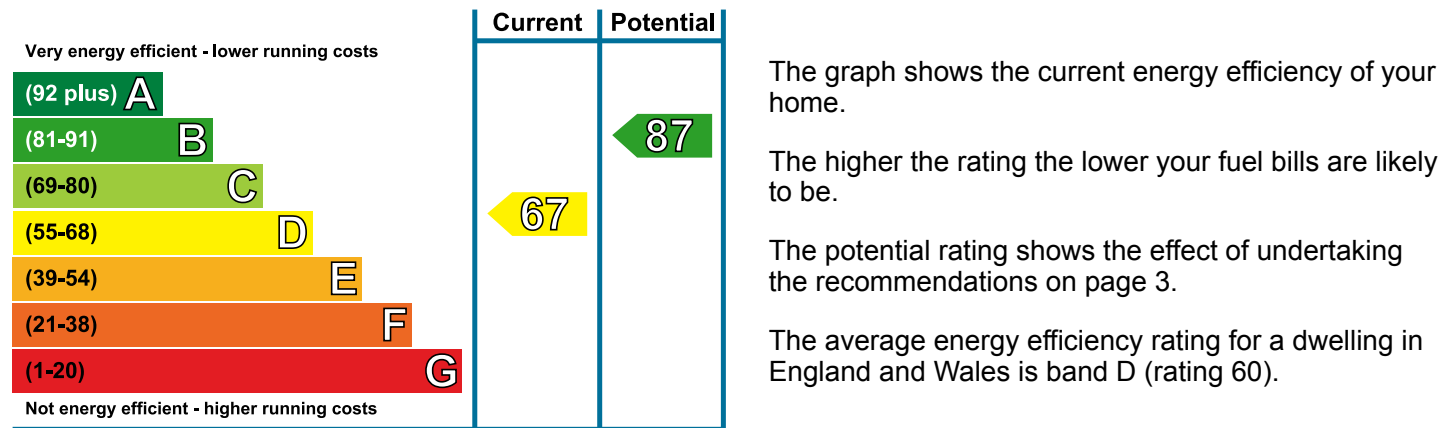 Current Potential
Very energy efficient - lower running costs
(92 plus) A
(81-91) B
87
(69-80) C
67
(55-68) D
(39-54) E
(21-38) F
(1-20) G
Not energy efficient - higher running costs
The graph shows the current energy efficiency of your
home.
The higher the rating the lower your fuel bills are likely
to be.
The potential rating shows the effect of undertaking
the recommendations on page 3.
The average energy efficiency rating for a dwelling in
England and Wales is band D (rating 60).